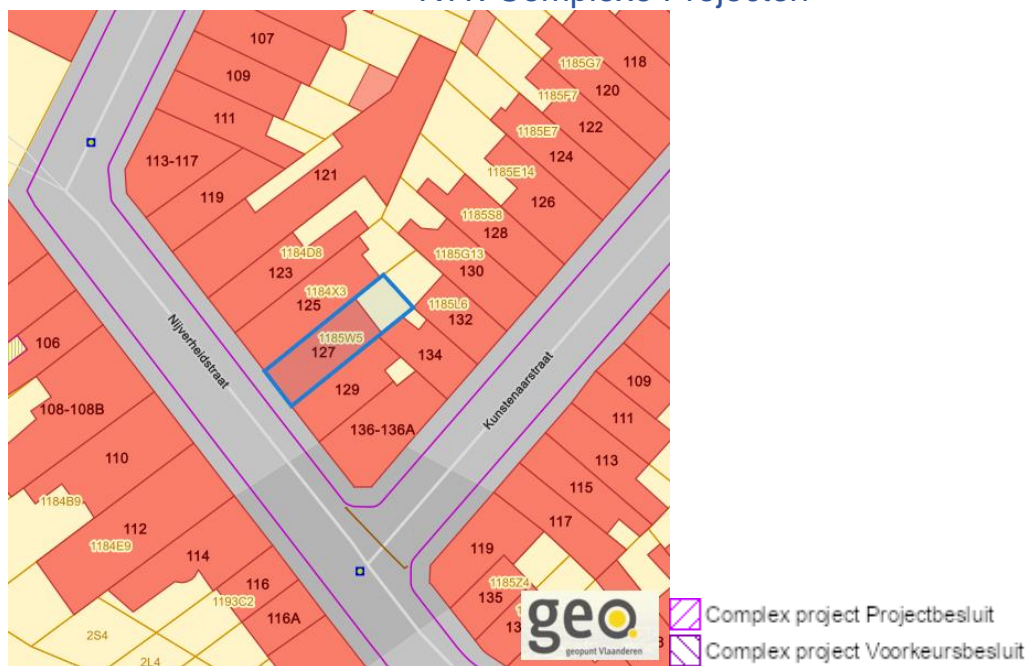 107
118
1185G7
109
120
1185F7
111
1185E7
122
124
113-117
121
1185E14
119
126
1185S8
128
1184D8
1185G13
123
130
1184X3
125
1185L6
132
1185W5
127
Nijverheidstraat
106
134
129
Kunstenaarstraat
109
108-108B
136-136A
111
110
113
115
1184B9
117
112
1184E9
119
114
1185Z4
116
135
1193C2
116A
2S4
2L4
geo
geopunt Vlaanderen
Complex project Projectbesluit
Complex project Voorkeursbesluit